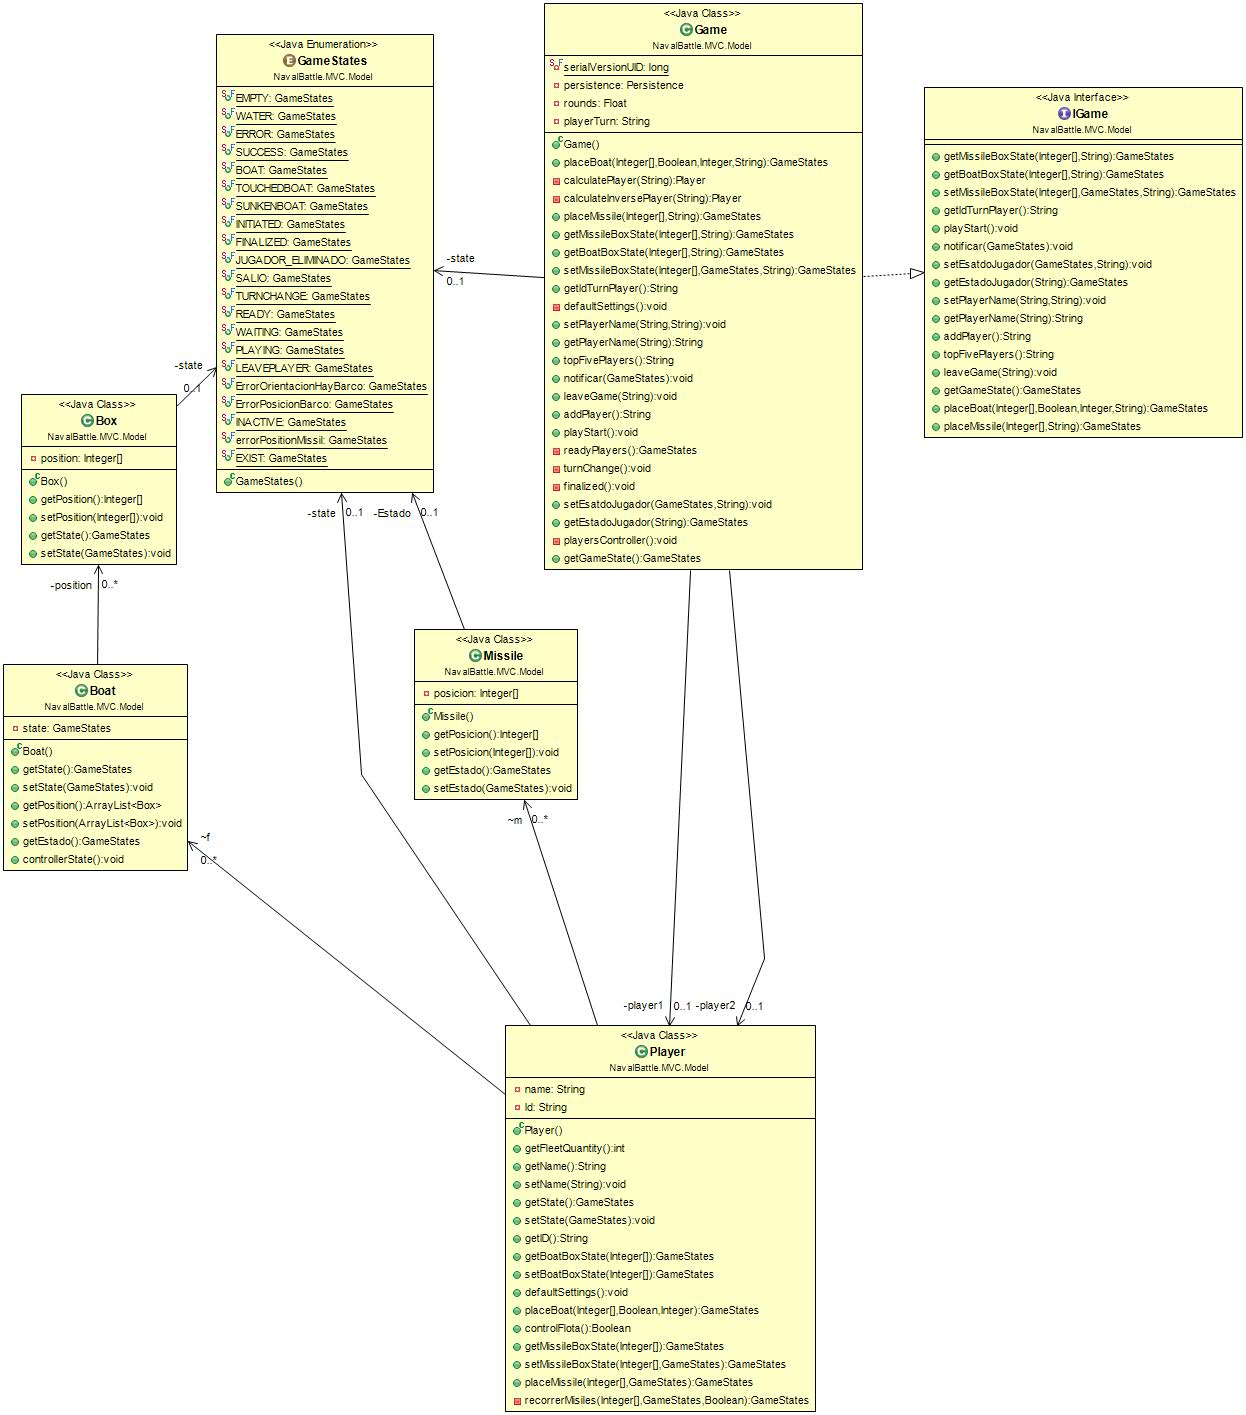 <<Java Enumeration>>
GameStates
NavalBattle.MVC.Model
EMPTY: GameStates
WATER: GameStates
ERROR: GameStates
SUCCESS: GameStates
BOAT: GameStates
TOUCHEDBOAT: GameStates
SUNKENBOAT: GameStates
INITIATED: GameStates
FINALIZED: GameStates
JUGADOR_ELIMINADO: GameStates
SALIO: GameStates
TURNCHANGE: GameStates
READY: GameStates
WAITING: GameStates
PLAYING: GameStates
LEAVEPLAYER: GameStates
ErrorOrientacionHayBarco: GameStates
ErrorPosicionBarco: GameStates
INACTIVE: GameStates
errorPositionMissil: GameStates
EXIST: GameStates
GameStates()
<<Java Class>>
Game
NavalBattle.MVC.Model
serialVersionUID: long
persistence: Persistence
rounds: Float
playerTurn: String
Game()
placeBoat(Integer[],Boolean,Integer,String):GameStates
calculatePlayer(String):Player
calculateInversePlayer(String):Player
placeMissile(Integer[],String):GameStates
getMissileBoxState(Integer[],String):GameStates
getBoatBoxState(Integer[],String):GameStates
setMissileBoxState(Integer[],GameStates,String):GameStates
getIdTurnPlayer():String
defaultSettings():void
setPlayerName(String,String):void
getPlayerName(String):String
topFivePlayers():String
notificar(GameStates):void
leaveGame(String):void
addPlayer():String
playStart():void
readyPlayers():GameStates
turnChange():void
finalized():void
setEsatdoJugador(GameStates,String):void
getEstadoJugador(String):GameStates
playersController():void
getGameState():GameStates
<<Java Interface>>
IGame
NavalBattle.MVC.Model
getMissileBoxState(Integer[],String):GameStates
getBoatBoxState(Integer[],String):GameStates
setMissileBoxState(Integer[],GameStates,String):GameStates
getIdTurnPlayer():String
playStart():void
notificar(GameStates):void
setEsatdoJugador(GameStates,String):void
getEstadoJugador(String):GameStates
setPlayerName(String,String):void
getPlayerName(String):String
addPlayer():String
topFivePlayers():String
leaveGame(String):void
getGameState():GameStates
placeBoat(Integer[],Boolean,Integer,String):GameStates
placeMissile(Integer[],String):GameStates
-state
0..1
-state
0..1
<<Java Class>>
Box
NavalBattle.MVC.Model
position: Integer[]
Box()
getPosition():Integer[]
setPosition(Integer[]):void
getState():GameStates
setState(GameStates):void
-state 0..1
-Estado 0..1
-position 0..*
<<Java Class>>
Boat
NavalBattle.MVC.Model
state: GameStates
Boat()
getState():GameStates
setState(GameStates):void
getPosition():ArrayList<Box>
setPosition(ArrayList<Box>):void
getEstado():GameStates
controllerState():void
<<Java Class>>
Missile
NavalBattle.MVC.Model
posicion: Integer[]
Missile()
getPosicion():Integer[]
setPosicion(Integer[]):void
getEstado():GameStates
setEstado(GameStates):void
~m 0..*
~f
0..*
-player1 0..1
-player2 0..1
<<Java Class>>
Player
NavalBattle.MVC.Model
name: String
Id: String
Player()
getFleetQuantity():int
getName():String
setName(String):void
getState():GameStates
setState(GameStates):void
getID():String
getBoatBoxState(Integer[]):GameStates
setBoatBoxState(Integer[]):GameStates
defaultSettings():void
placeBoat(Integer[],Boolean,Integer):GameStates
controlFlota():Boolean
getMissileBoxState(Integer[]):GameStates
setMissileBoxState(Integer[],GameStates):GameStates
placeMissile(Integer[],GameStates):GameStates
recorrerMisiles(Integer[],GameStates,Boolean):GameStates